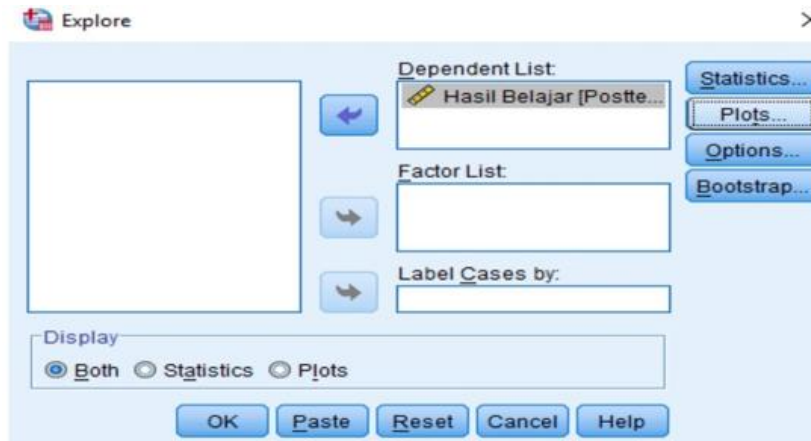 Explore
Dependent List:
Hasil Belajar [Postte...
Statistics...
Plots...
Options...
Bootstrap...
Factor List:
Label Cases by:
Display
Both Statistics Plots
OK Paste Reset Cancel Help